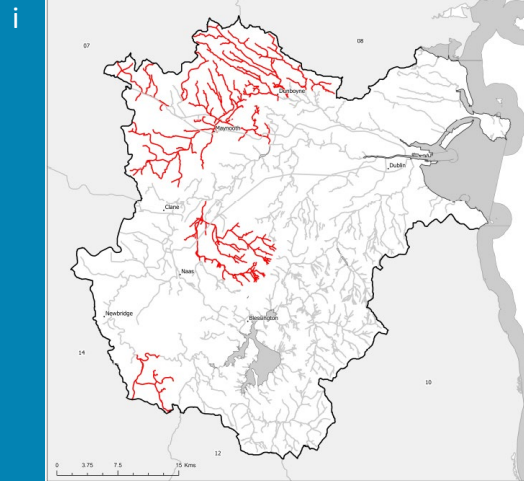 i
07
08
Dunboyne
Maynooth
Dublin
Clane
Naas
Newbridge
Blessington
14
10
12
0 3.75 7.5 15 Kms